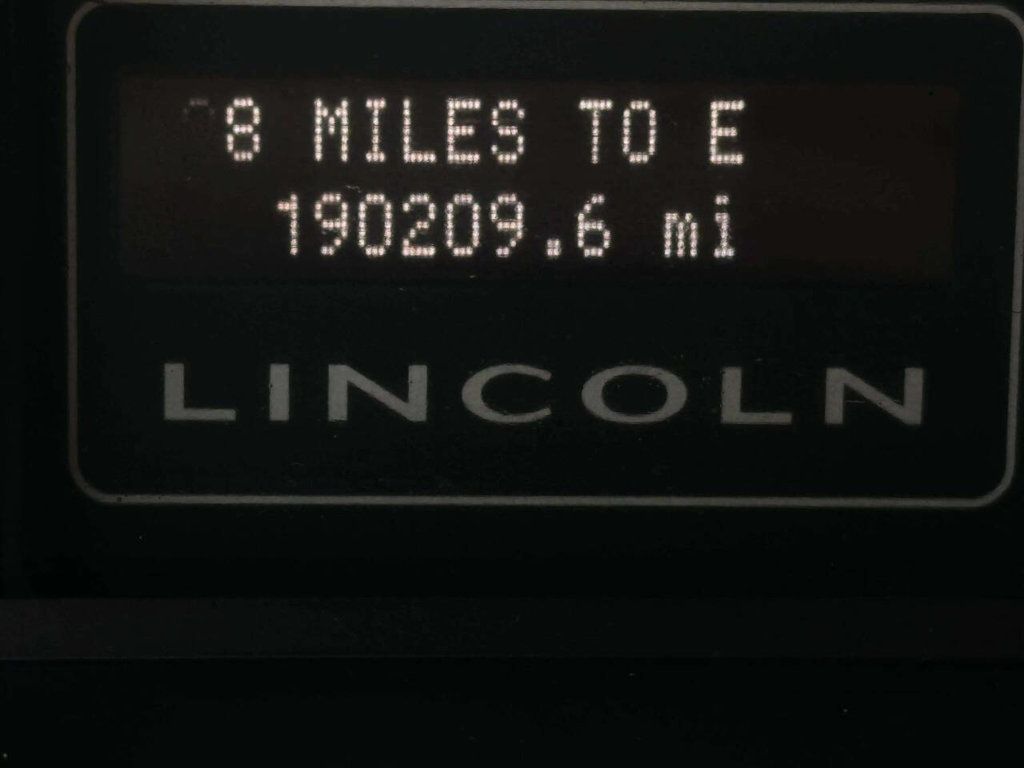 8 MILES TO E
190209.6 mi
LINCOLN